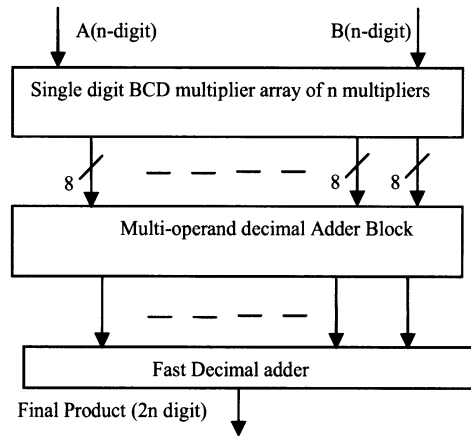 A(n-digit) B(n-digit)
Single digit BCD multiplier array of n multipliers
8 8 8
Multi-operand decimal Adder Block
Fast Decimal adder
Final Product (2n digit)